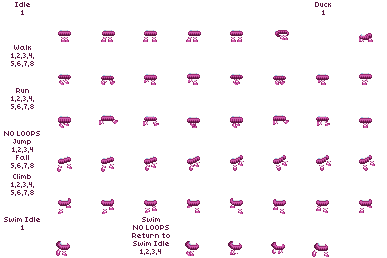 Idle
1
Duck
1
Walk
1,2,3,4,
5,6,7,8
Run
1,2,3,4,
5,6,7,8
NO LOOPS
Jump
1,2,3,4
Fall
5,6,7,8
Climb
1,2,3,4,
5,6,7,8
Swim Idle
1
Swim
NO LOOPS
Return to
Swim Idle
1,2,3,4